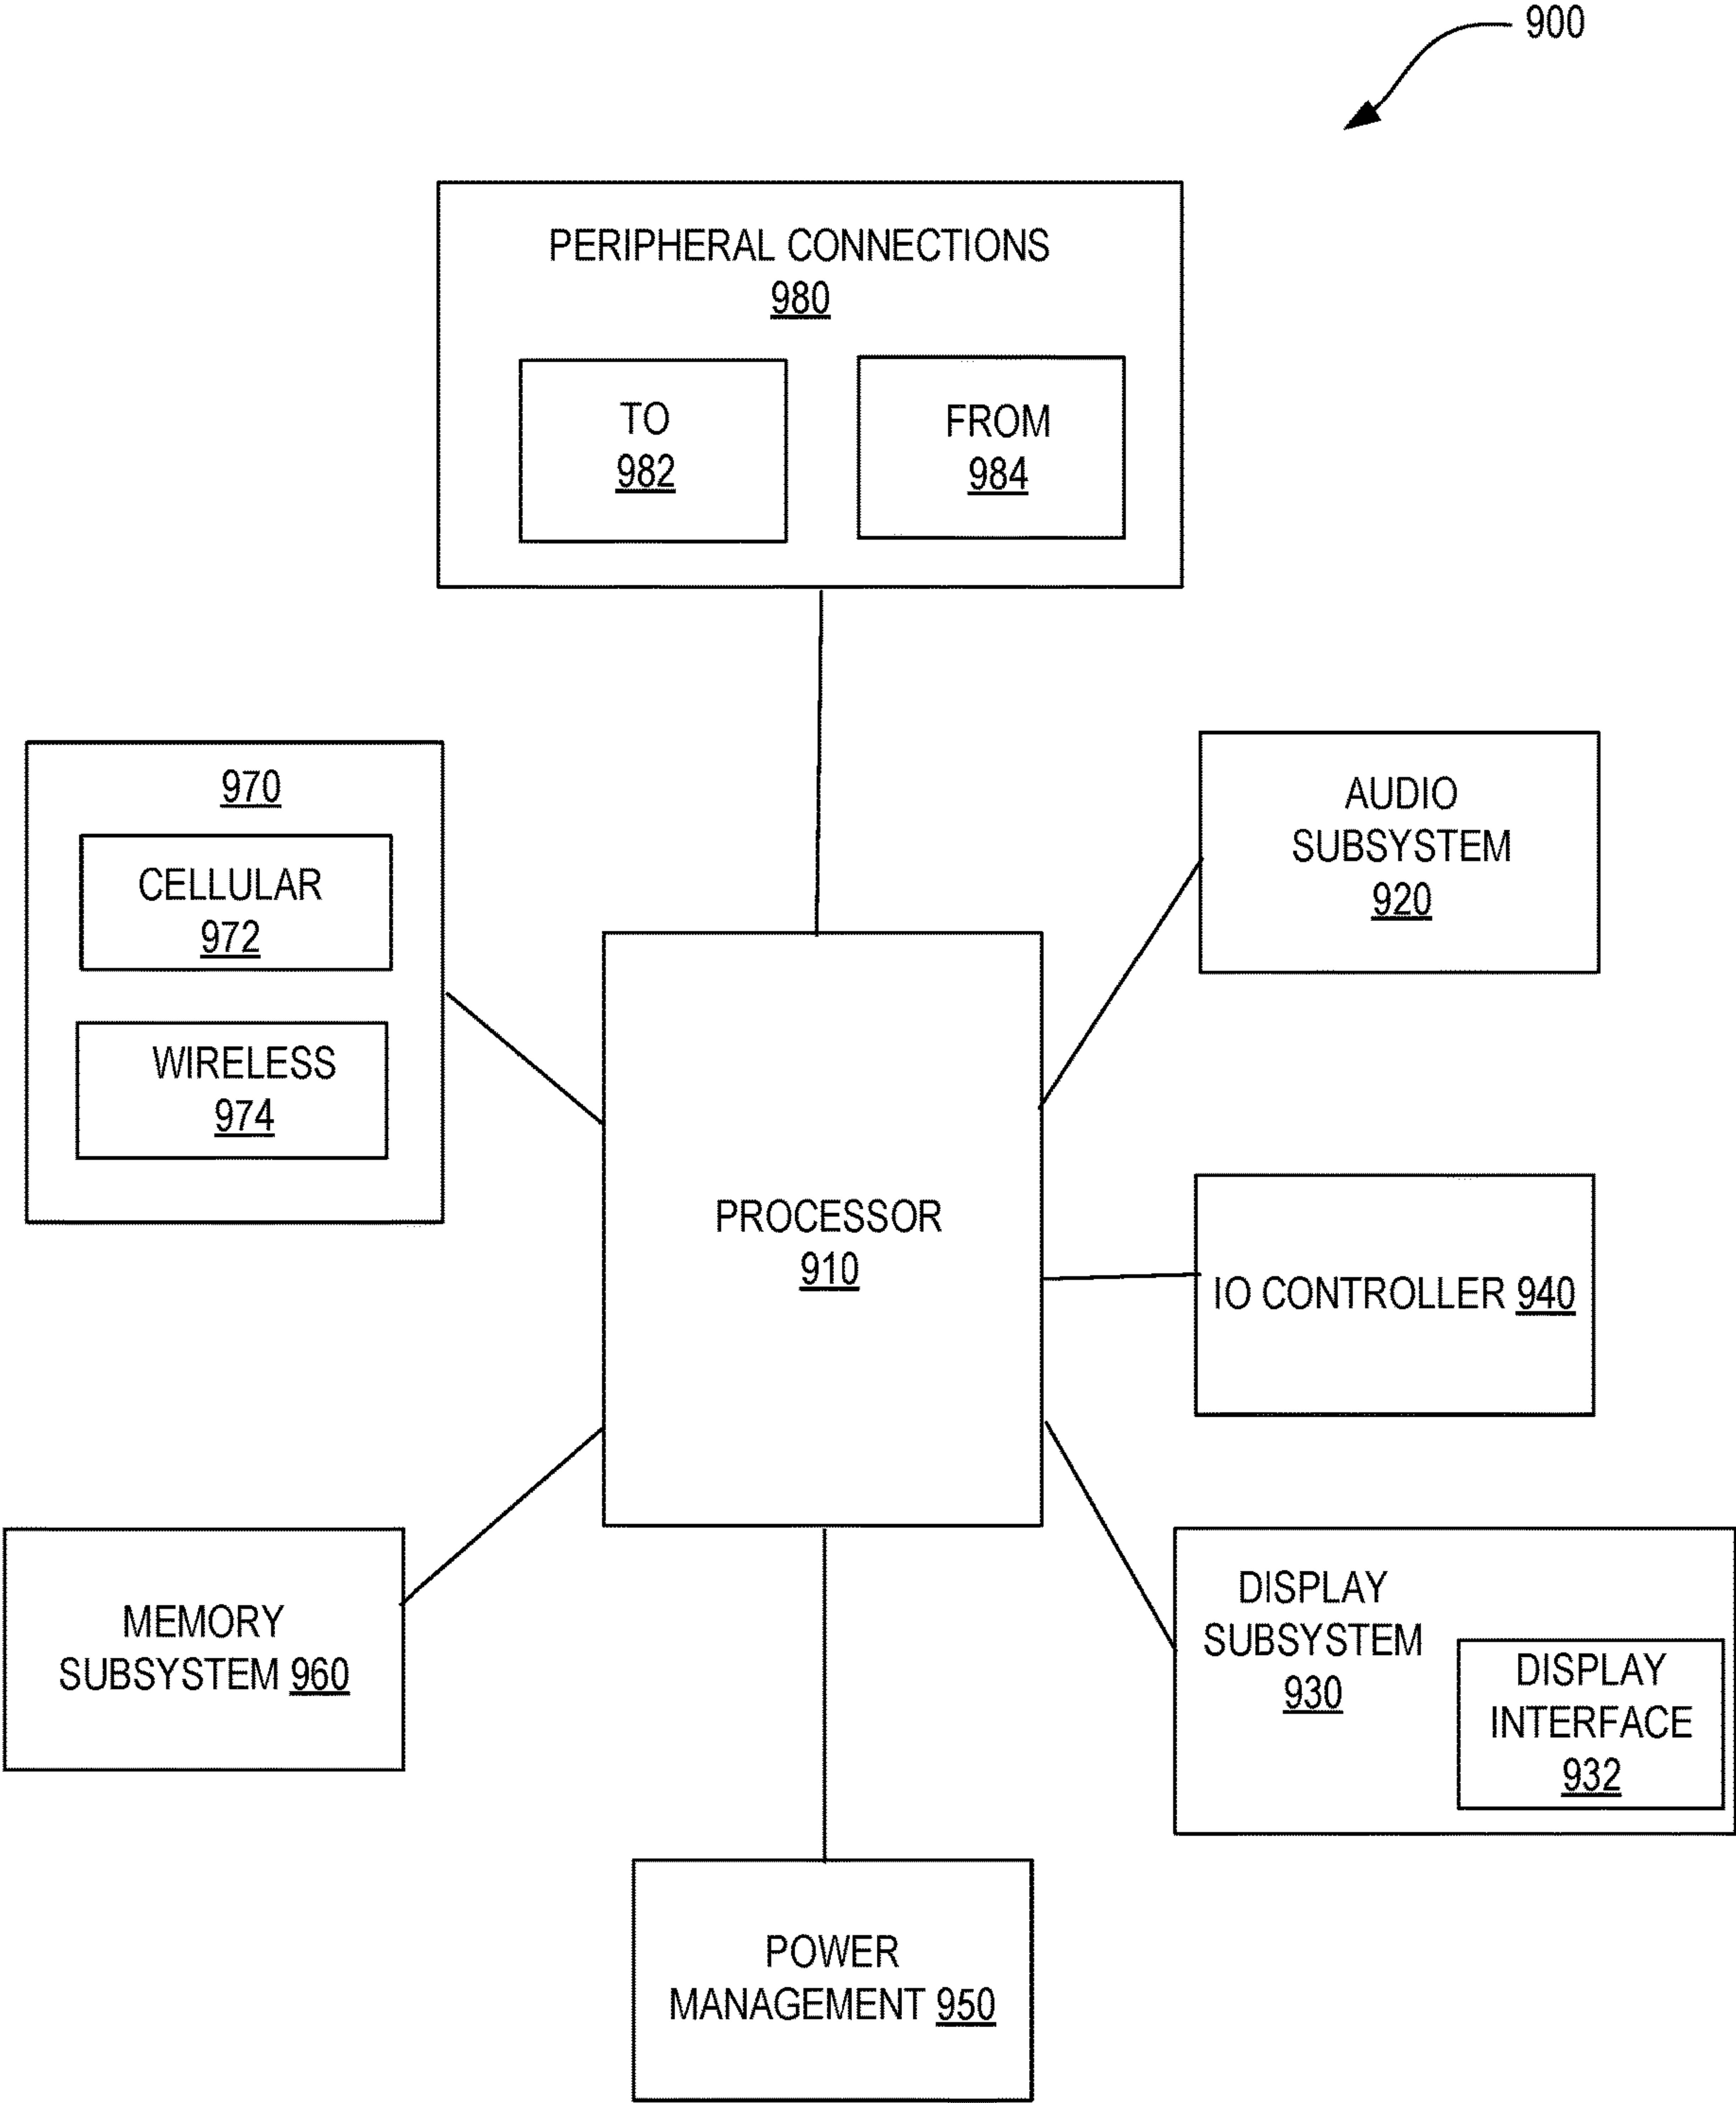 900
PERIPHERAL CONNECTIONS
980
TO
982
FROM
984
970
CELLULAR
972
WIRELESS
974
AUDIO
SUBSYSTEM
920
PROCESSOR
910
IO CONTROLLER 940
MEMORY
SUBSYSTEM 960
DISPLAY
SUBSYSTEM
930
DISPLAY
INTERFACE
932
POWER
MANAGEMENT 950